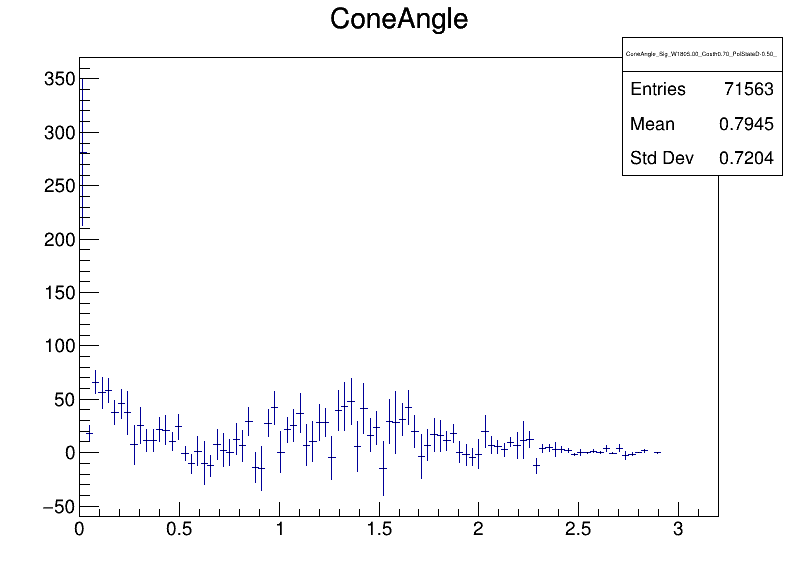 ConeAngle
ConeAngle_Sig_W1805.00_Costh0.70_PolStateD-0.50_
Entries 71563
Mean 0.7945
Std Dev 0.7204
350
300
250
200
150
100
50
0
−50
0 0.5 1 1.5 2 2.5 3